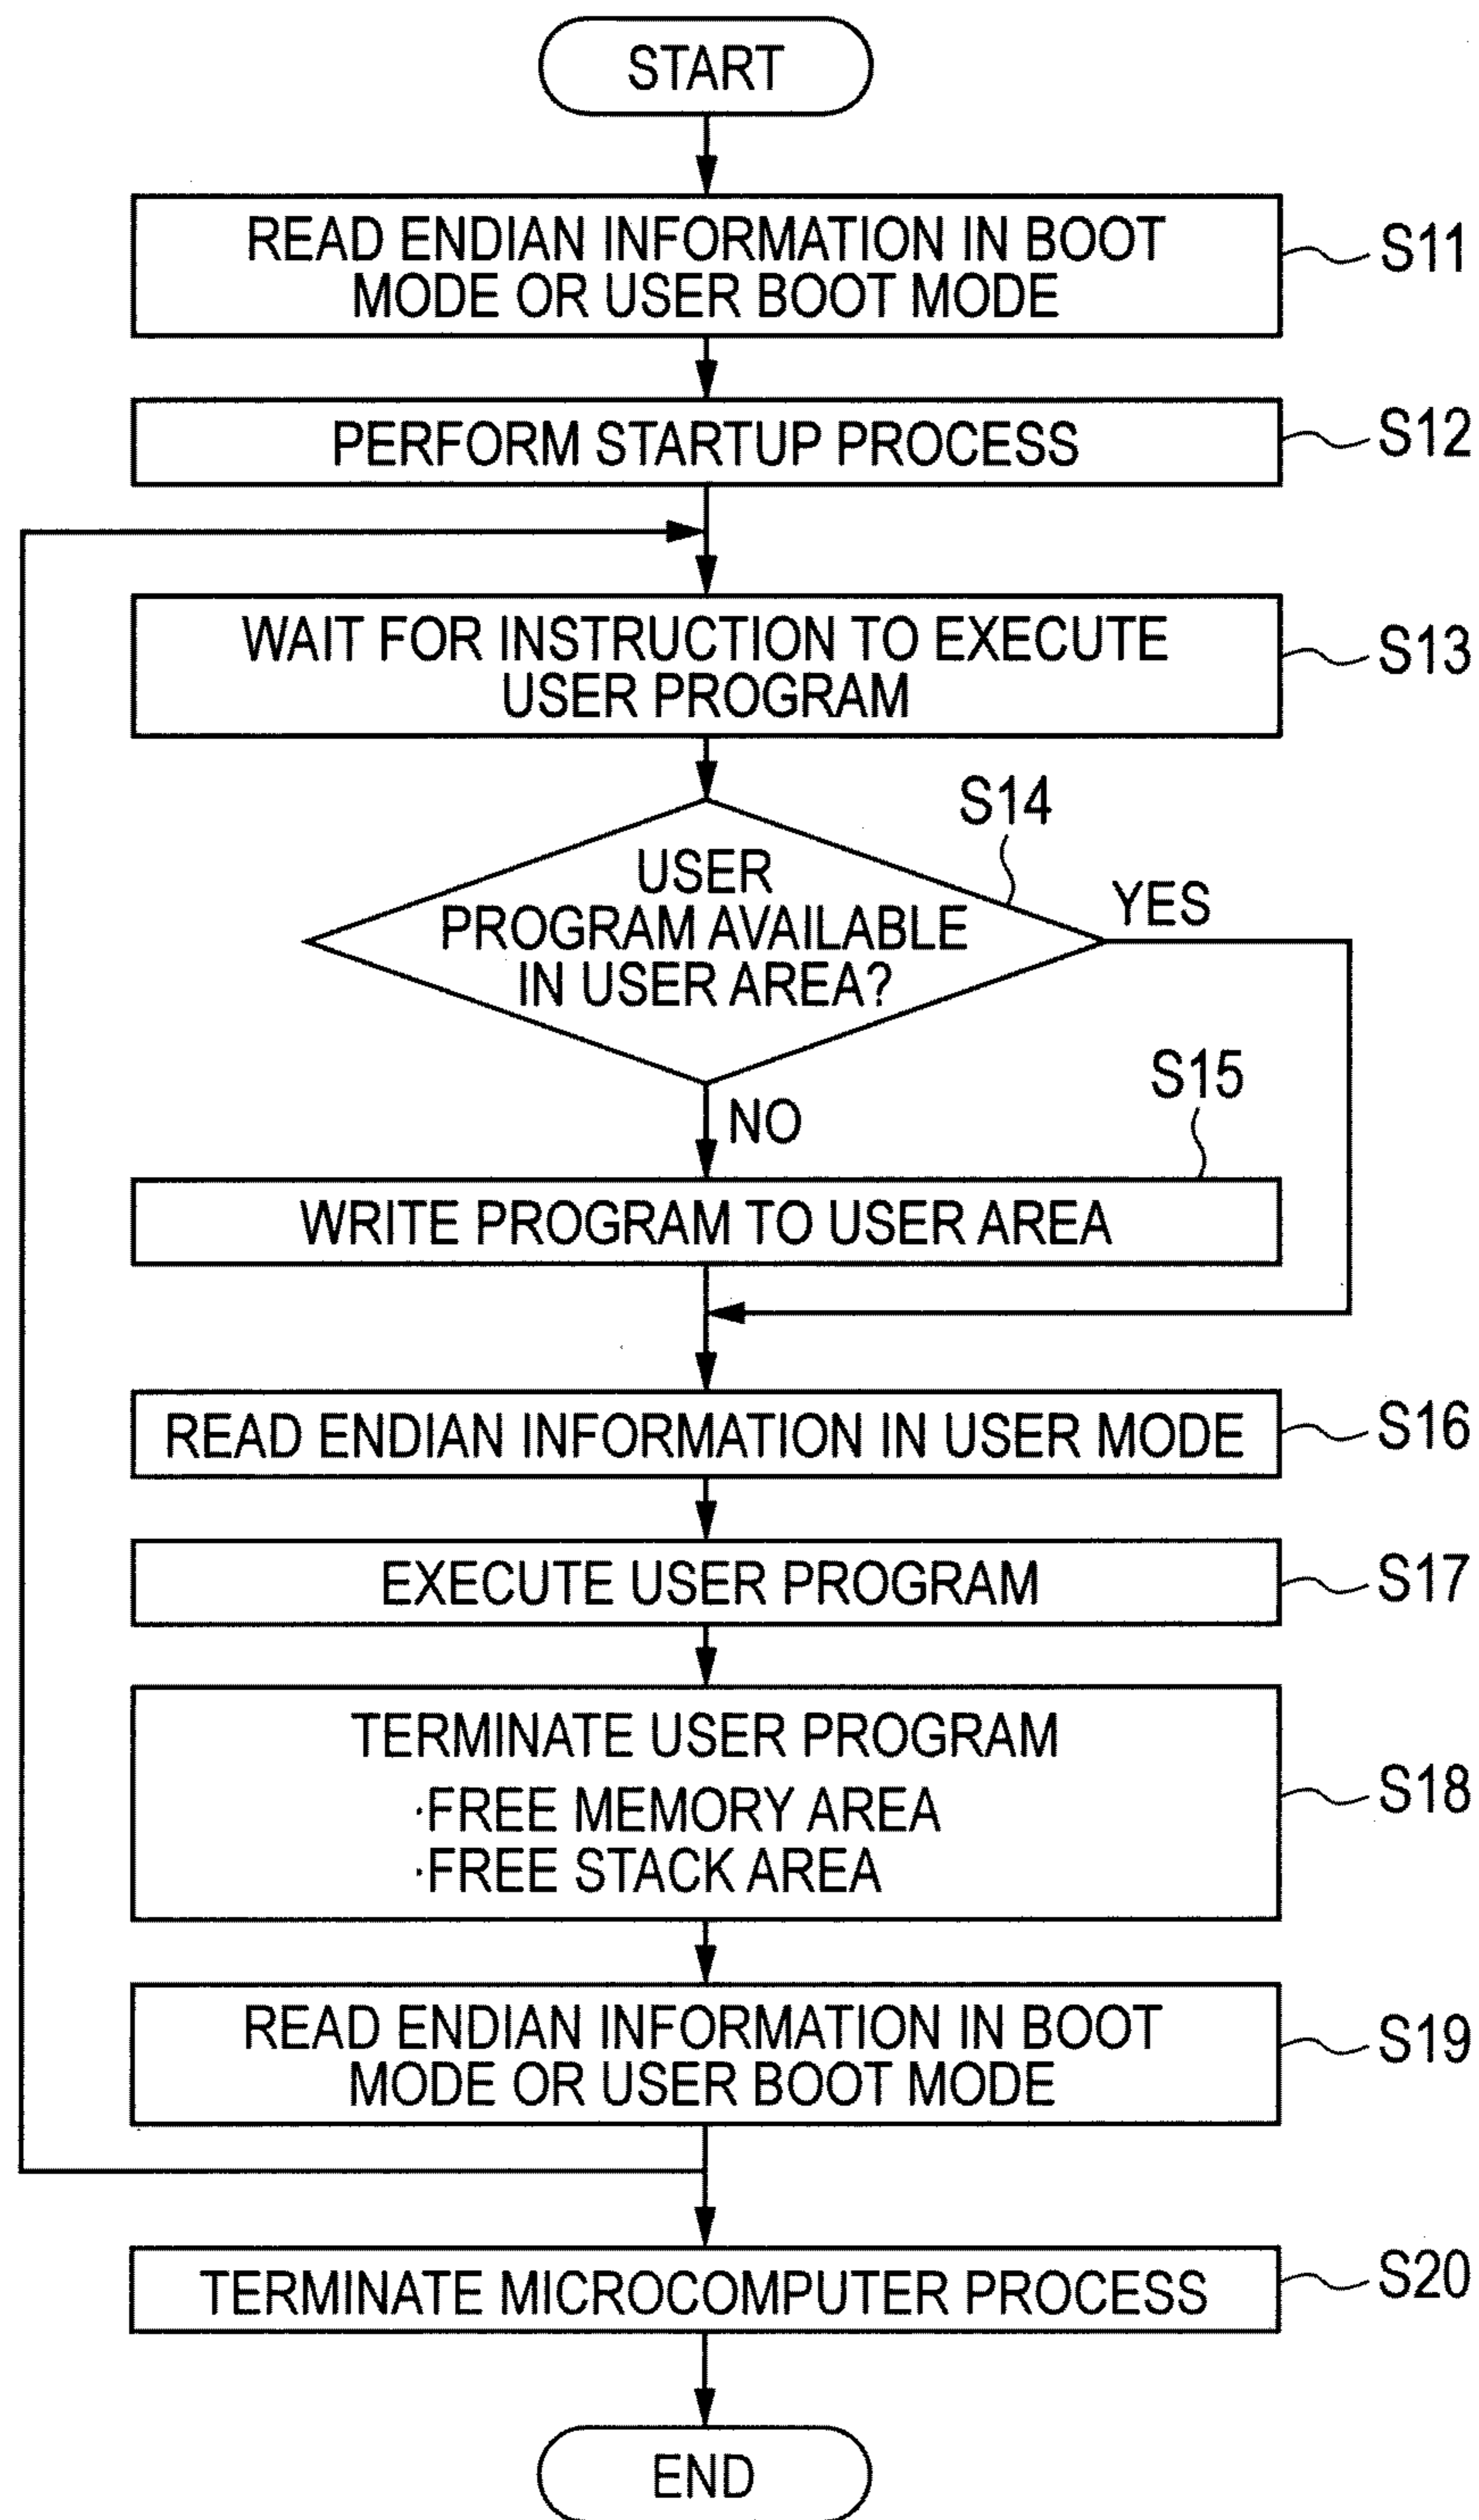 START
READ ENDIAN INFORMATION IN BOOT
MODE OR USER BOOT MODE
S11
PERFORM STARTUP PROCESS
S12
WAIT FOR INSTRUCTION TO EXECUTE
USER PROGRAM
S13
S14
USER
PROGRAM AVAILABLE
IN USER AREA?
YES
NO
S15
WRITE PROGRAM TO USER AREA
READ ENDIAN INFORMATION IN USER MODE
S16
EXECUTE USER PROGRAM
S17
TERMINATE USER PROGRAM
·FREE MEMORY AREA
·FREE STACK AREA
S18
READ ENDIAN INFORMATION IN BOOT
MODE OR USER BOOT MODE
S19
TERMINATE MICROCOMPUTER PROCESS
S20
END